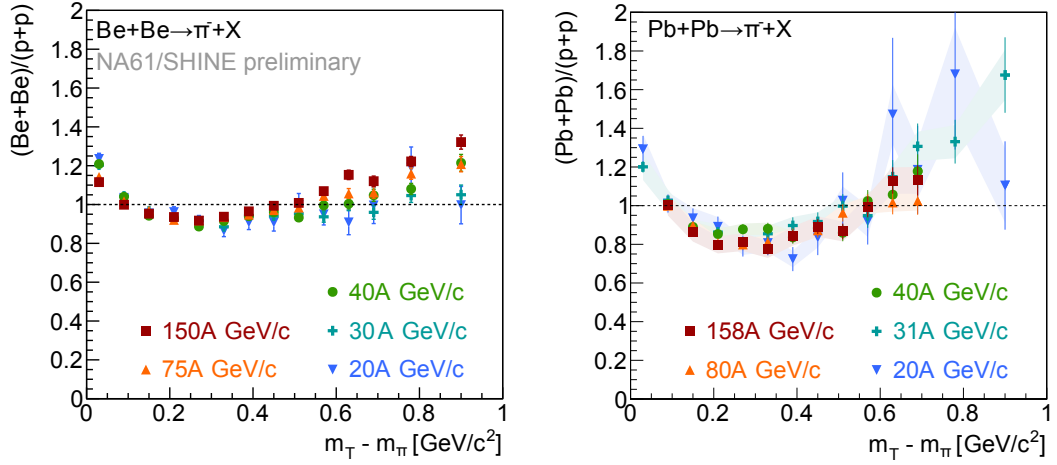 Be+Be→π⁻+X
NA61/SHINE preliminary
(Be+Be)/(p+p)
2
1.8
1.6
1.4
1.2
1
0.8
0.6
0.4
0.2
0
40A GeV/c
150A GeV/c
30A GeV/c
75A GeV/c
20A GeV/c
0 0.2 0.4 0.6 0.8 1
m_T - m_π [GeV/c²]
Pb+Pb→π⁻+X
(Pb+Pb)/(p+p)
2
1.8
1.6
1.4
1.2
1
0.8
0.6
0.4
0.2
0
40A GeV/c
158A GeV/c
31A GeV/c
80A GeV/c
20A GeV/c
0 0.2 0.4 0.6 0.8 1
m_T - m_π [GeV/c²]